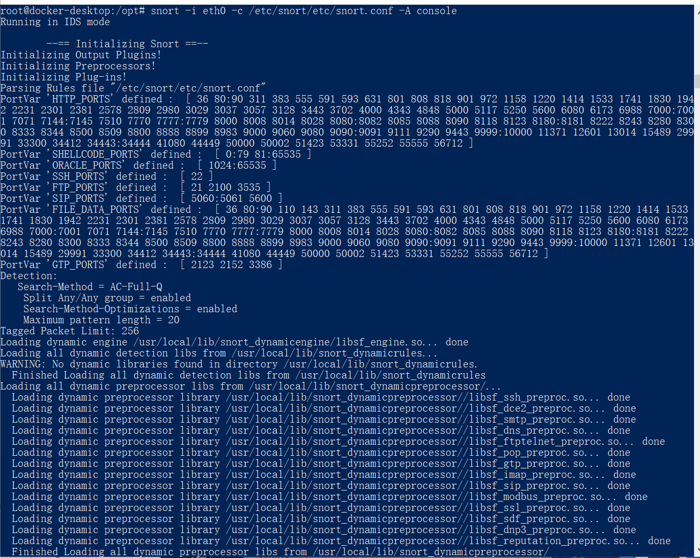 root@docker-desktop:/opt# snort -i eth0 -c /etc/snort/etc/snort.conf -A console
Running in IDS mode
--== Initializing Snort ==--
Initializing Output Plugins!
Initializing Preprocessors!
Initializing Plug-ins!
Parsing Rules file "/etc/snort/etc/snort.conf"
PortVar 'HTTP_PORTS' defined :  [ 36 80:90 311 383 555 591 593 631 801 808 818 901 972 1158 1220 1414 1533 1741 1830 194
2 2231 2301 2381 2578 2809 2980 3029 3037 3057 3128 3443 3702 4000 4343 4848 5000 5117 5250 5600 6080 6173 6988 7000:700
1 7071 7144:7145 7510 7770 7777:7779 8000 8008 8014 8028 8080:8082 8085 8088 8090 8118 8123 8180:8181 8222 8243 8280 830
0 8333 8344 8500 8509 8800 8888 8899 8983 9000 9060 9080 9090:9091 9111 9290 9443 9999:10000 11371 12601 13014 15489 299
91 33300 34412 34443:34444 41080 44449 50000 50002 51423 53331 55252 55555 56712 ]
PortVar 'SHELLCODE_PORTS' defined :  [ 0:79 81:65535 ]
PortVar 'ORACLE_PORTS' defined :  [ 1024:65535 ]
PortVar 'SSH_PORTS' defined :  [ 22 ]
PortVar 'FTP_PORTS' defined :  [ 21 2100 3535 ]
PortVar 'SIP_PORTS' defined :  [ 5060:5061 5600 ]
PortVar 'FILE_DATA_PORTS' defined :  [ 36 80:90 110 143 311 383 555 591 593 631 801 808 818 901 972 1158 1220 1414 1533
1741 1830 1942 2231 2301 2381 2578 2809 2980 3029 3037 3057 3128 3443 3702 4000 4343 4848 5000 5117 5250 5600 6080 6173
6988 7000:7001 7071 7144:7145 7510 7770 7777:7779 8000 8008 8014 8028 8080:8082 8085 8088 8090 8118 8123 8180:8181 8222
8243 8280 8300 8333 8344 8500 8509 8800 8888 8899 8983 9000 9060 9080 9090:9091 9111 9290 9443 9999:10000 11371 12601 13
014 15489 29991 33300 34412 34443:34444 41080 44449 50000 50002 51423 53331 55252 55555 56712 ]
PortVar 'GTP_PORTS' defined :  [ 2123 2152 3386 ]
Detection:
Search-Method = AC-Full-Q
Split Any/Any group = enabled
Search-Method-Optimizations = enabled
Maximum pattern length = 20
Tagged Packet Limit: 256
Loading dynamic engine /usr/local/lib/snort_dynamicengine/libsf_engine.so... done
Loading all dynamic detection libs from /usr/local/lib/snort_dynamicrules...
WARNING: No dynamic libraries found in directory /usr/local/lib/snort_dynamicrules.
Finished Loading all dynamic detection libs from /usr/local/lib/snort_dynamicrules
Loading all dynamic preprocessor libs from /usr/local/lib/snort_dynamicpreprocessor/...
Loading dynamic preprocessor library /usr/local/lib/snort_dynamicpreprocessor//libsf_ssh_preproc.so... done
Loading dynamic preprocessor library /usr/local/lib/snort_dynamicpreprocessor//libsf_dce2_preproc.so... done
Loading dynamic preprocessor library /usr/local/lib/snort_dynamicpreprocessor//libsf_smtp_preproc.so... done
Loading dynamic preprocessor library /usr/local/lib/snort_dynamicpreprocessor//libsf_dns_preproc.so... done
Loading dynamic preprocessor library /usr/local/lib/snort_dynamicpreprocessor//libsf_ftptelnet_preproc.so... done
Loading dynamic preprocessor library /usr/local/lib/snort_dynamicpreprocessor//libsf_pop_preproc.so... done
Loading dynamic preprocessor library /usr/local/lib/snort_dynamicpreprocessor//libsf_gtp_preproc.so... done
Loading dynamic preprocessor library /usr/local/lib/snort_dynamicpreprocessor//libsf_imap_preproc.so... done
Loading dynamic preprocessor library /usr/local/lib/snort_dynamicpreprocessor//libsf_sip_preproc.so... done
Loading dynamic preprocessor library /usr/local/lib/snort_dynamicpreprocessor//libsf_modbus_preproc.so... done
Loading dynamic preprocessor library /usr/local/lib/snort_dynamicpreprocessor//libsf_ssl_preproc.so... done
Loading dynamic preprocessor library /usr/local/lib/snort_dynamicpreprocessor//libsf_sdf_preproc.so... done
Loading dynamic preprocessor library /usr/local/lib/snort_dynamicpreprocessor//libsf_dnp3_preproc.so... done
Loading dynamic preprocessor library /usr/local/lib/snort_dynamicpreprocessor//libsf_reputation_preproc.so... done
Finished Loading all dynamic preprocessor libs from /usr/local/lib/snort_dynamicpreprocessor/